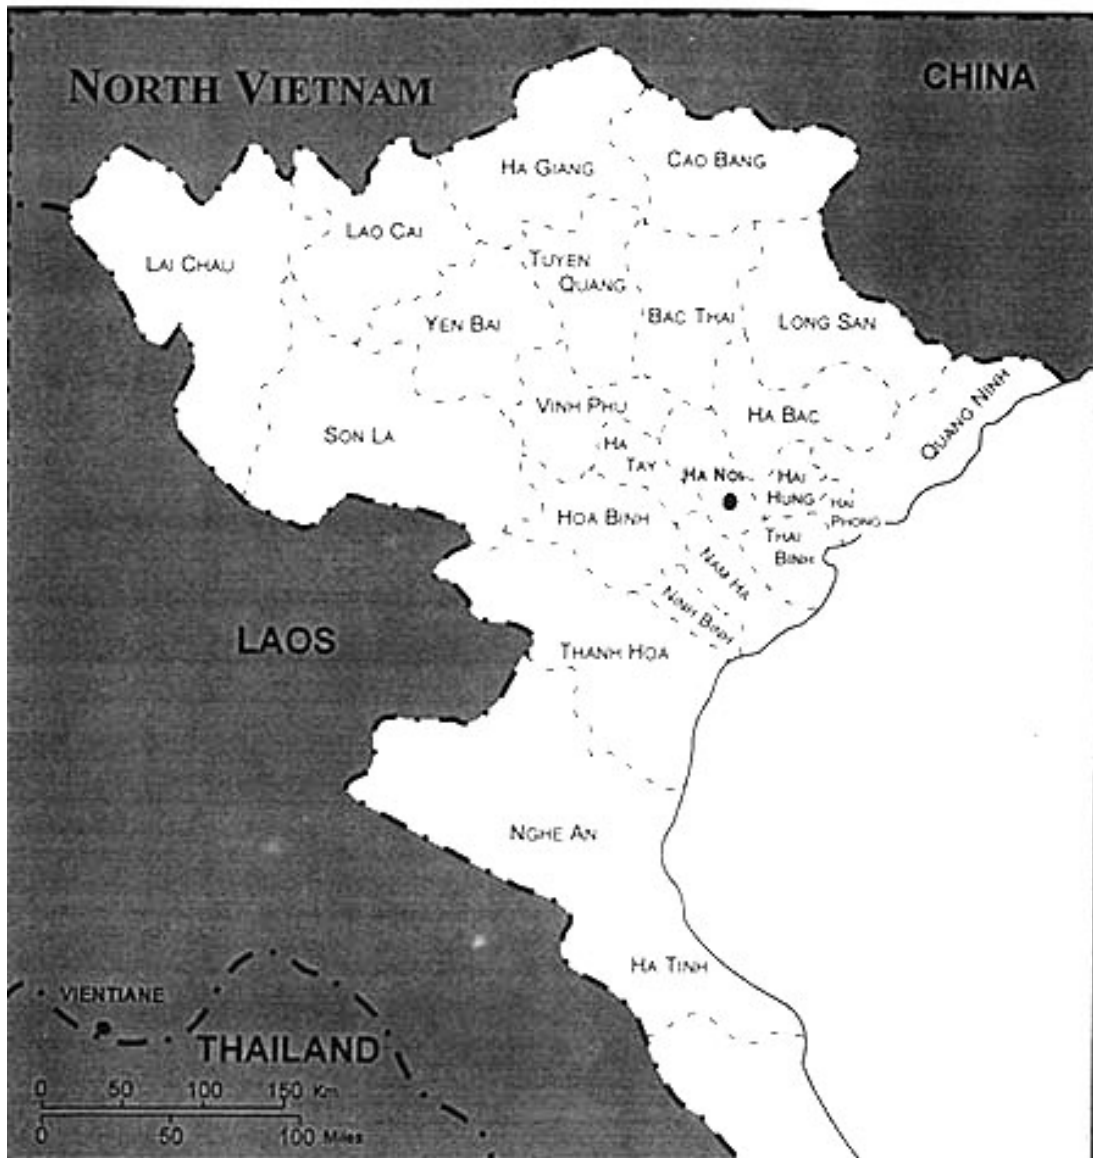 NORTH VIETNAM
CHINA
HA GIANG
CAO BANG
LAO CAI
LAI CHAU
TUYEN
QUANG
YEN BAI
BAC THAI
LONG SAN
VINH PHU
HA BAC
QUANG NINH
SON LA
HA
TAY
HA NOI
HAI
HUNG
HAI
PHONG
HOA BINH
THAI
BINH
NAM HA
NINH BINH
LAOS
THANH HOA
NGHE AN
HA TINH
VIENTIANE
THAILAND
0 50 100 150 Km
0 50 100 Miles